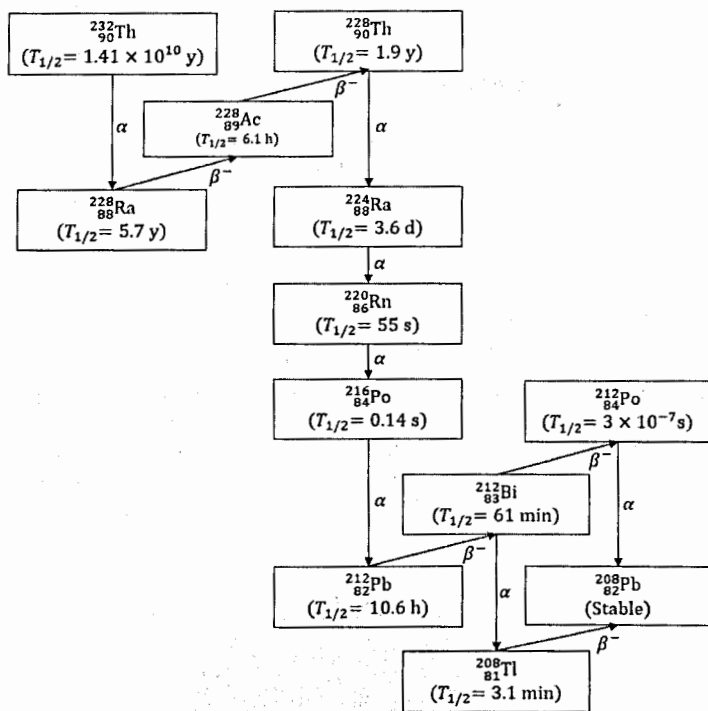 ²³²₉₀Th
(T₁/₂= 1.41 × 10¹⁰ y)
²²⁸₉₀Th
(T₁/₂= 1.9 y)
β⁻
α
²²⁸₈₉Ac
(T₁/₂= 6.1 h)
α
β⁻
²²⁸₈₈Ra
(T₁/₂= 5.7 y)
²²⁴₈₈Ra
(T₁/₂= 3.6 d)
α
²²⁰₈₆Rn
(T₁/₂= 55 s)
α
²¹⁶₈₄Po
(T₁/₂= 0.14 s)
²¹²₈₄Po
(T₁/₂= 3 × 10⁻⁷s)
β⁻
α
²¹²₈₃Bi
(T₁/₂= 61 min)
α
β⁻
²¹²₈₂Pb
(T₁/₂= 10.6 h)
α
²⁰⁸₈₂Pb
(Stable)
β⁻
²⁰⁸₈₁Tl
(T₁/₂= 3.1 min)